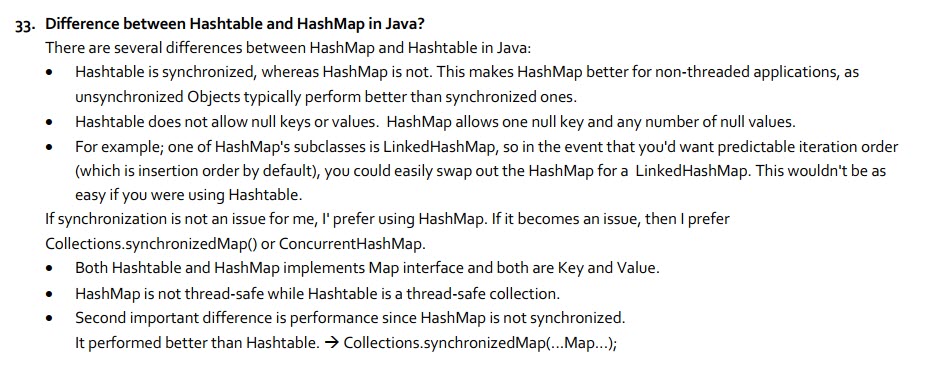 33. Difference between Hashtable and HashMap in Java?
There are several differences between HashMap and Hashtable in Java:
• Hashtable is synchronized, whereas HashMap is not. This makes HashMap better for non-threaded applications, as
unsynchronized Objects typically perform better than synchronized ones.
• Hashtable does not allow null keys or values.  HashMap allows one null key and any number of null values.
• For example; one of HashMap's subclasses is LinkedHashMap, so in the event that you'd want predictable iteration order
(which is insertion order by default), you could easily swap out the HashMap for a  LinkedHashMap. This wouldn't be as
easy if you were using Hashtable.
If synchronization is not an issue for me, I' prefer using HashMap. If it becomes an issue, then I prefer
Collections.synchronizedMap() or ConcurrentHashMap.
• Both Hashtable and HashMap implements Map interface and both are Key and Value.
• HashMap is not thread-safe while Hashtable is a thread-safe collection.
• Second important difference is performance since HashMap is not synchronized.
It performed better than Hashtable. → Collections.synchronizedMap(...Map...);